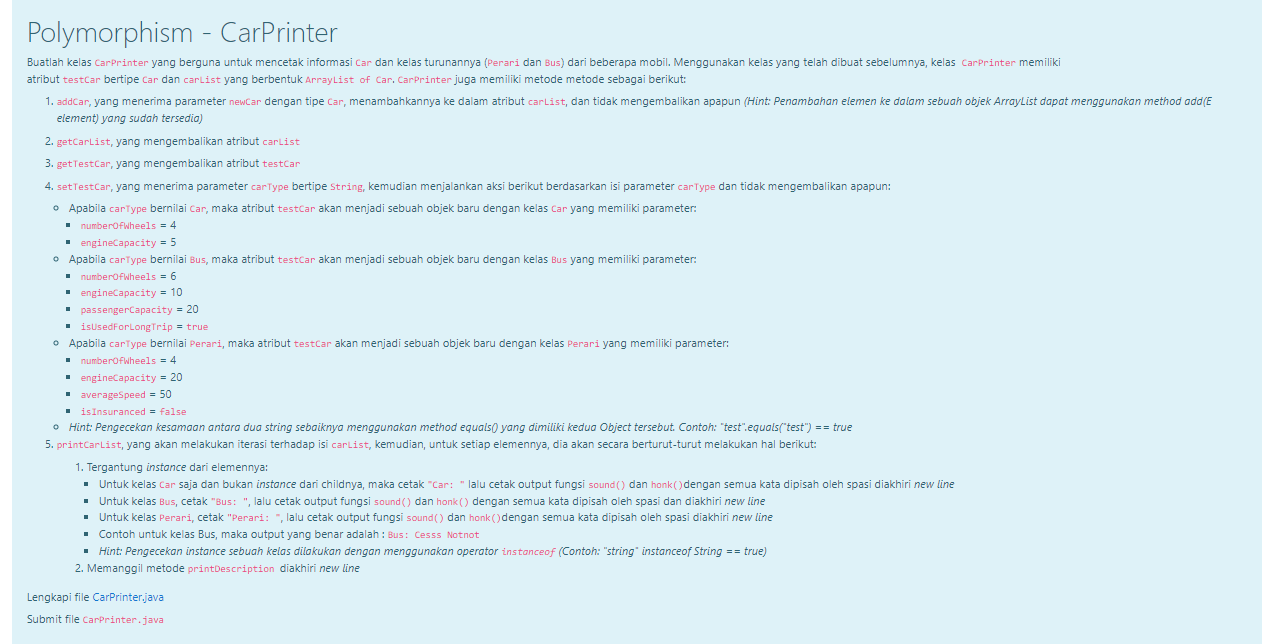 Polymorphism - CarPrinter
Buatlah kelas CarPrinter yang berguna untuk mencetak informasi Car dan kelas turunannya (Perari dan Bus) dari beberapa mobil. Menggunakan kelas yang telah dibuat sebelumnya, kelas CarPrinter memiliki
atribut testCar bertipe Car dan carList yang berbentuk ArrayList of Car. CarPrinter juga memiliki metode metode sebagai berikut:
1. addCar, yang menerima parameter newCar dengan tipe Car, menambahkannya ke dalam atribut carList, dan tidak mengembalikan apapun (Hint: Penambahan elemen ke dalam sebuah objek ArrayList dapat menggunakan method add(E
element) yang sudah tersedia)
2. getCarList, yang mengembalikan atribut carList
3. getTestCar, yang mengembalikan atribut testCar
4. setTestCar, yang menerima parameter carType bertipe String, kemudian menjalankan aksi berikut berdasarkan isi parameter carType dan tidak mengembalikan apapun:
Apabila carType bernilai Car, maka atribut testCar akan menjadi sebuah objek baru dengan kelas Car yang memiliki parameter:
numberOfWheels = 4
engineCapacity = 5
Apabila carType bernilai Bus, maka atribut testCar akan menjadi sebuah objek baru dengan kelas Bus yang memiliki parameter:
numberOfWheels = 6
engineCapacity = 10
passengerCapacity = 20
isUsedForLongTrip = true
Apabila carType bernilai Perari, maka atribut testCar akan menjadi sebuah objek baru dengan kelas Perari yang memiliki parameter:
numberOfWheels = 4
engineCapacity = 20
averageSpeed = 50
isInsuranced = false
Hint: Pengecekan kesamaan antara dua string sebaiknya menggunakan method equals() yang dimiliki kedua Object tersebut. Contoh: "test".equals("test") == true
5. printCarList, yang akan melakukan iterasi terhadap isi carList, kemudian, untuk setiap elemennya, dia akan secara berturut-turut melakukan hal berikut:
1. Tergantung instance dari elemennya:
Untuk kelas Car saja dan bukan instance dari childnya, maka cetak "Car: " lalu cetak output fungsi sound() dan honk()dengan semua kata dipisah oleh spasi diakhiri new line
Untuk kelas Bus, cetak "Bus: ", lalu cetak output fungsi sound() dan honk() dengan semua kata dipisah oleh spasi dan diakhiri new line
Untuk kelas Perari, cetak "Perari: ", lalu cetak output fungsi sound() dan honk()dengan semua kata dipisah oleh spasi diakhiri new line
Contoh untuk kelas Bus, maka output yang benar adalah : Bus: Cesss Notnot
Hint: Pengecekan instance sebuah kelas dilakukan dengan menggunakan operator instanceof (Contoh: "string" instanceof String == true)
2. Memanggil metode printDescription diakhiri new line
Lengkapi file CarPrinter.java
Submit file CarPrinter.java